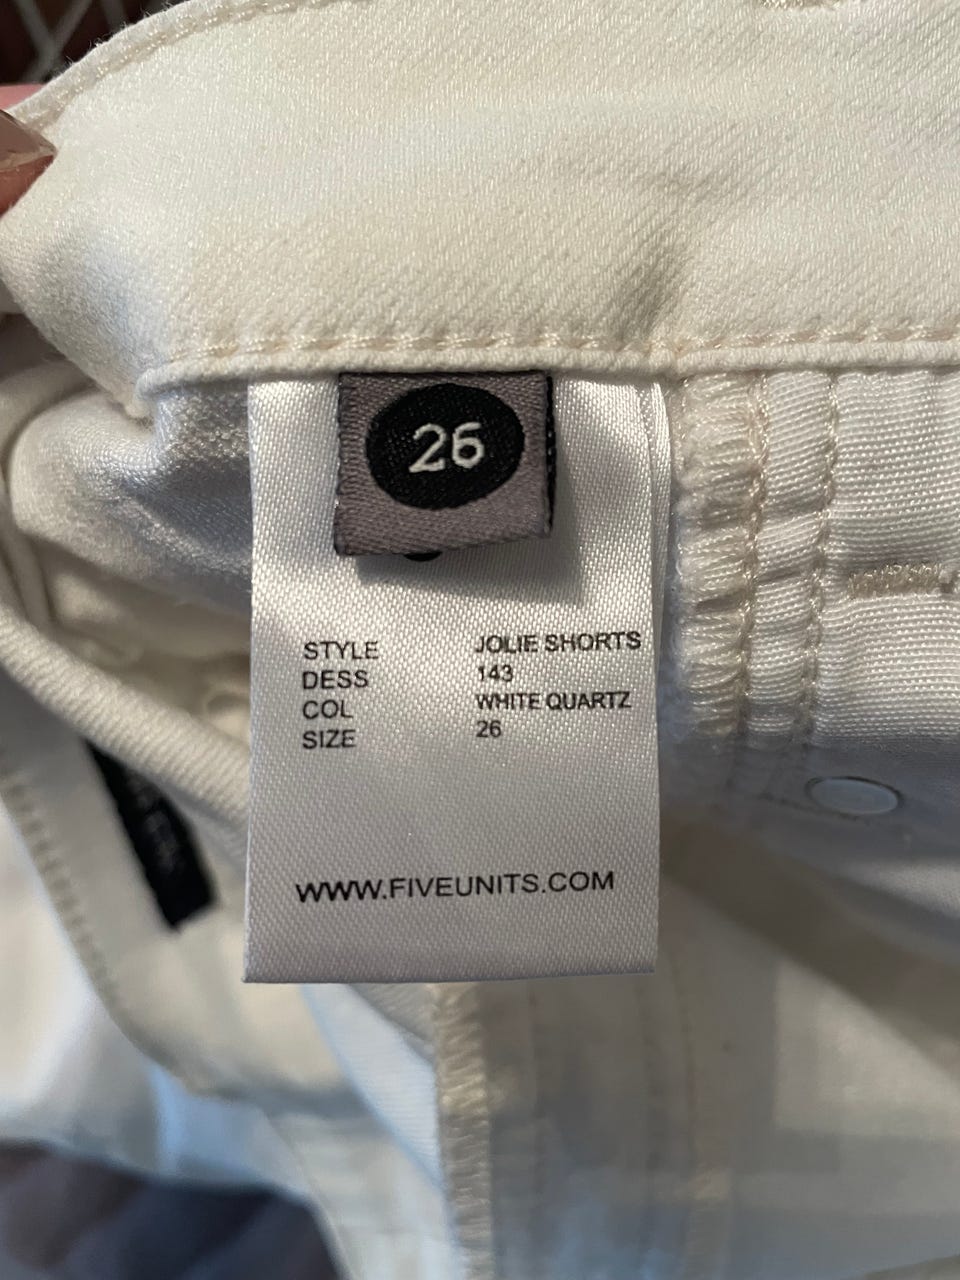 26
STYLE JOLIE SHORTS
DESS 143
COL WHITE QUARTZ
SIZE 26
WWW.FIVEUNITS.COM